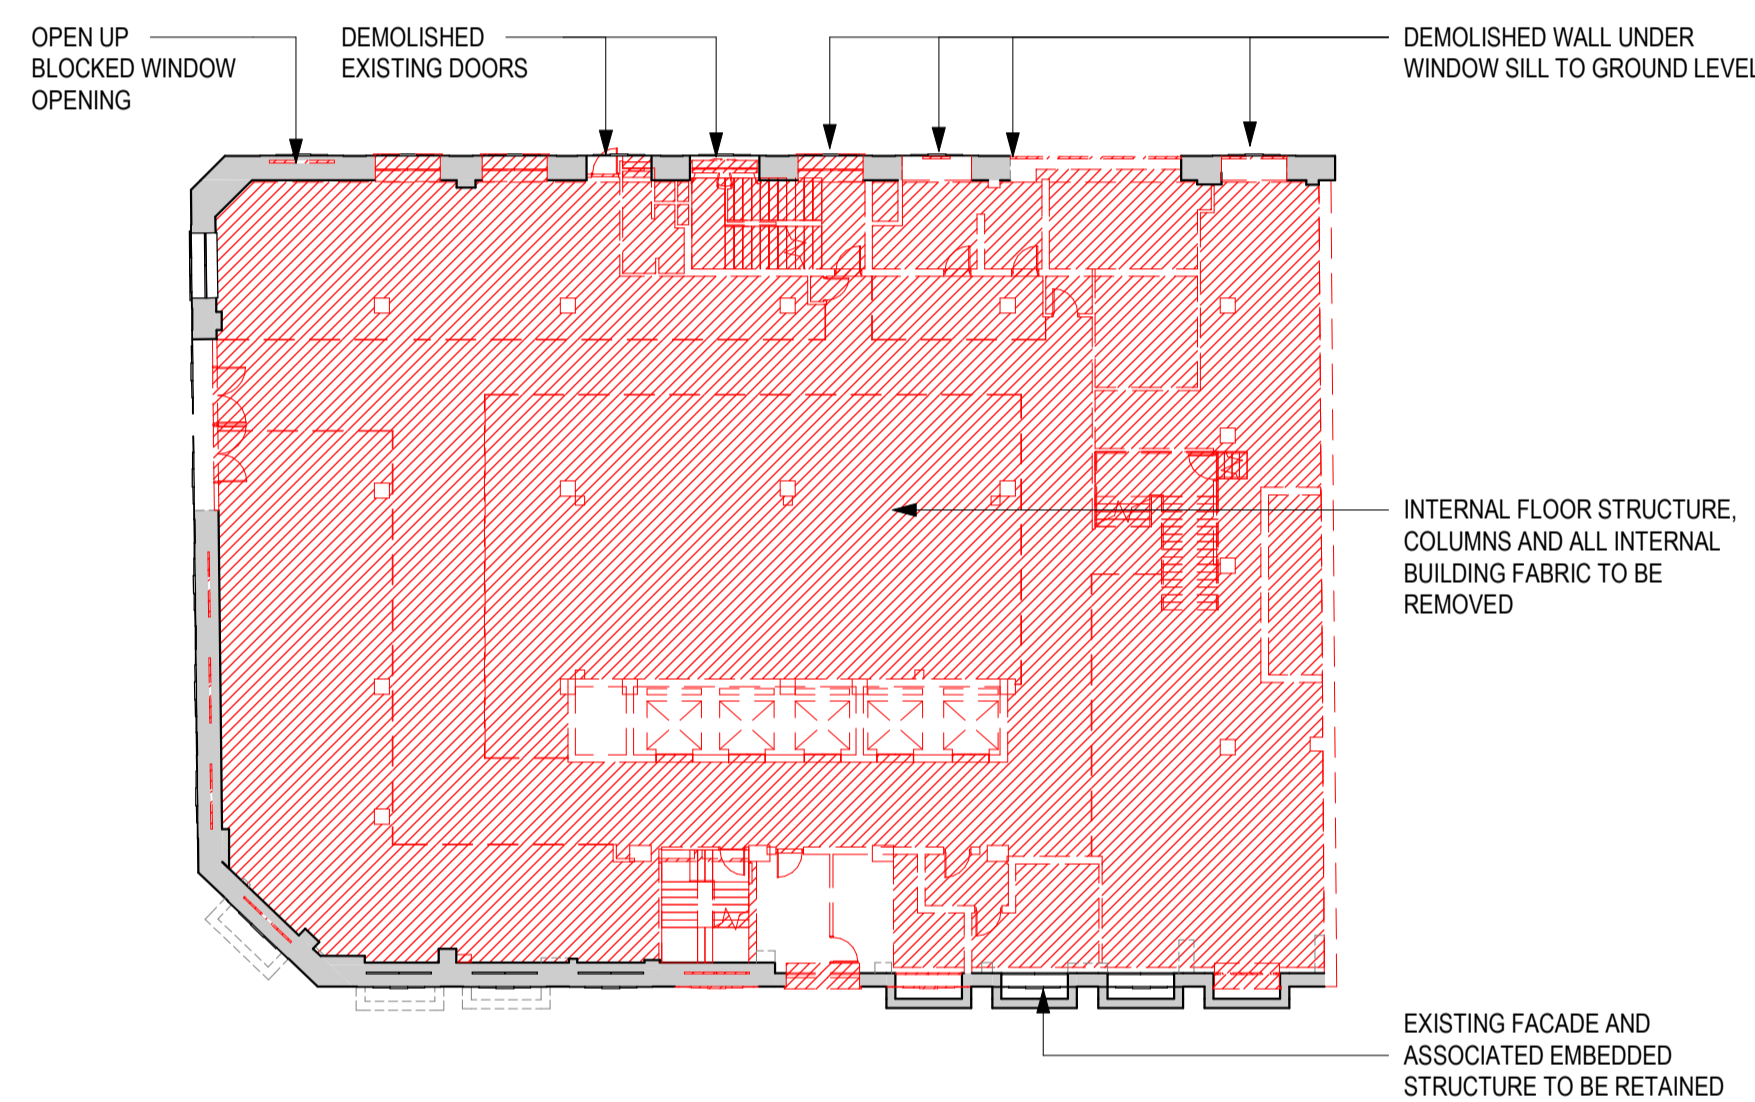 OPEN UP
BLOCKED WINDOW
OPENING
DEMOLISHED
EXISTING DOORS
DEMOLISHED WALL UNDER
WINDOW SILL TO GROUND LEVEL
INTERNAL FLOOR STRUCTURE,
COLUMNS AND ALL INTERNAL
BUILDING FABRIC TO BE
REMOVED
EXISTING FACADE AND
ASSOCIATED EMBEDDED
STRUCTURE TO BE RETAINED